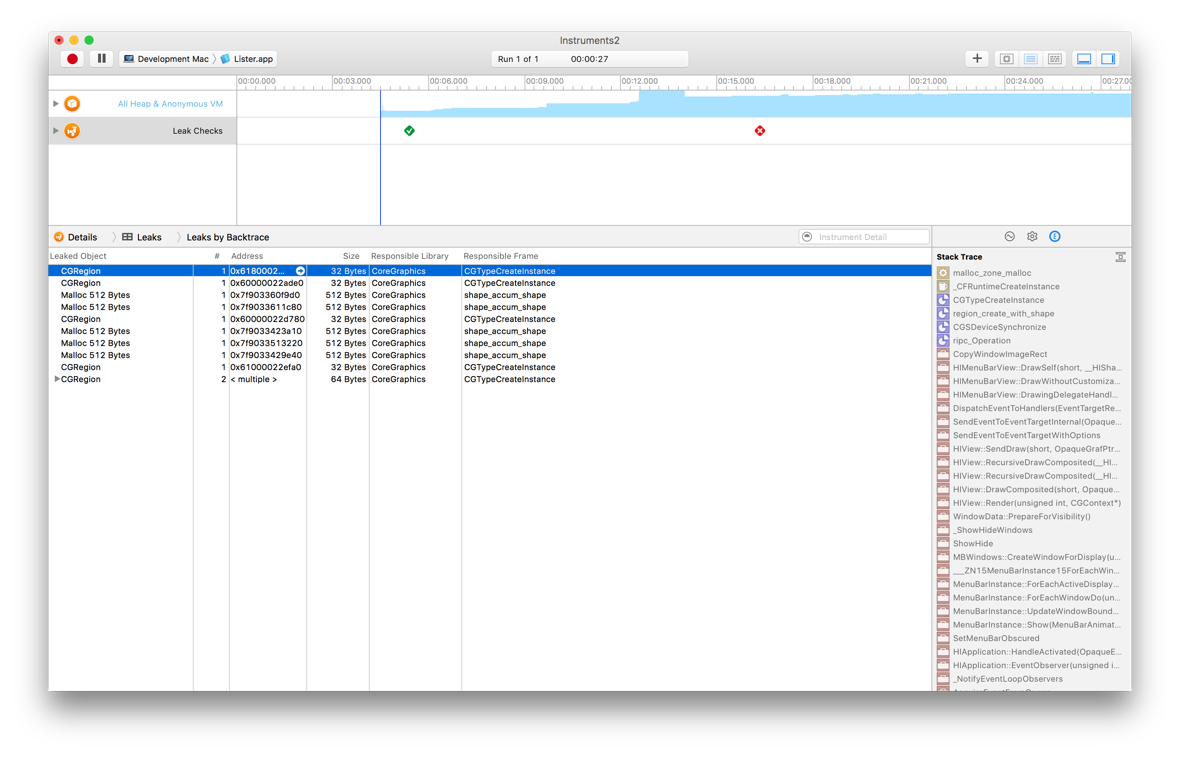 Instruments2
Development Mac 〉 Lister.app
Run 1 of 1 00:00:27
00:00.000 00:03.000 00:06.000 00:09.000 00:12.000 00:15.000 00:18.000 00:21.000 00:24.000 00:27.00
All Heap & Anonymous VM
Leak Checks
Details 〉 Leaks 〉 Leaks by Backtrace
Instrument Detail
E
Leaked Object # Address Size Responsible Library Responsible Frame
CGRegion 1 0x6180002... 32 Bytes CoreGraphics CGTypeCreateInstance
CGRegion 1 0x60000022ade0 32 Bytes CoreGraphics CGTypeCreateInstance
Malloc 512 Bytes 1 0x7f903360f9d0 512 Bytes CoreGraphics shape_accum_shape
Malloc 512 Bytes 1 0x7f9033611c80 512 Bytes CoreGraphics shape_accum_shape
CGRegion 1 0x60000022d780 32 Bytes CoreGraphics CGTypeCreateInstance
Malloc 512 Bytes 1 0x7f9033423a10 512 Bytes CoreGraphics shape_accum_shape
Malloc 512 Bytes 1 0x7f9033513220 512 Bytes CoreGraphics shape_accum_shape
Malloc 512 Bytes 1 0x7f9033429e40 512 Bytes CoreGraphics shape_accum_shape
CGRegion 1 0x61000022efa0 32 Bytes CoreGraphics CGTypeCreateInstance
CGRegion 2 < multiple > 64 Bytes CoreGraphics CGTypeCreateInstance
Stack Trace
malloc_zone_malloc
_CFRuntimeCreateInstance
CGTypeCreateInstance
region_create_with_shape
CGSDeviceSynchronize
ripc_Operation
CopyWindowImageRect
HIMenuBarView::DrawSelf(short, __HISha...
HIMenuBarView::DrawWithoutCustomiza...
HIMenuBarView::DrawingDelegateHandl...
DispatchEventToHandlers(EventTargetRe...
SendEventToEventTargetInternal(Opaque...
SendEventToEventTargetWithOptions
HIView::SendDraw(short, OpaqueGrafPtr...
HIView::RecursiveDrawComposited(__HI...
HIView::RecursiveDrawComposited(__HI...
HIView::DrawComposited(short, Opaque...
HIView::Render(unsigned int, CGContext*)
WindowData::PrepareForVisibility()
_ShowHideWindows
ShowHide
MBWindows::CreateWindowForDisplay(u...
___ZN15MenuBarInstance15ForEachWin...
MenuBarInstance::ForEachActiveDisplay...
MenuBarInstance::ForEachWindowDo(un...
MenuBarInstance::UpdateWindowBound...
MenuBarInstance::Show(MenuBarAnimat...
SetMenuBarObscured
HIApplication::HandleActivated(OpaqueE...
HIApplication::EventObserver(unsigned i...
_NotifyEventLoopObservers